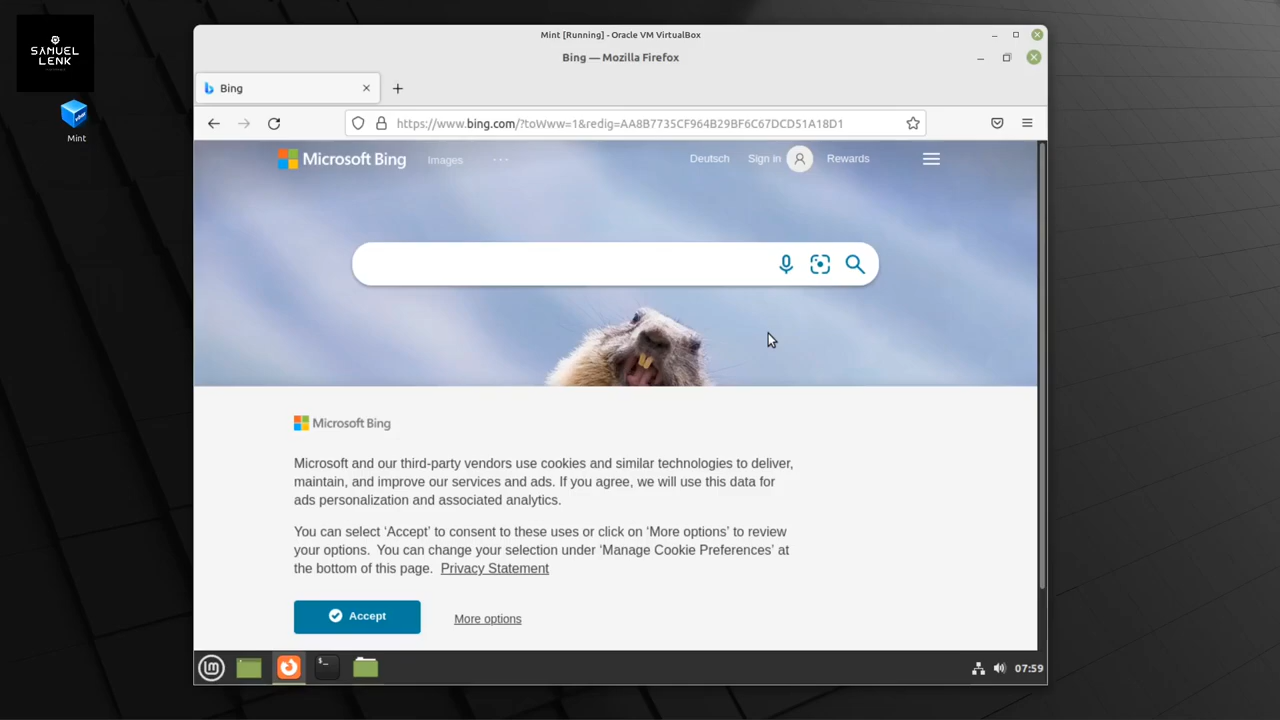 SAMUEL
LENK
Mint
Mint [Running] - Oracle VM VirtualBox
Bing — Mozilla Firefox
Bing
https://www.bing.com/?toWww=1&redig=AA8B7735CF964B29BF6C67DCD51A18D1
Microsoft Bing Images ··· Deutsch Sign in Rewards
Microsoft Bing
Microsoft and our third-party vendors use cookies and similar technologies to deliver,
maintain, and improve our services and ads. If you agree, we will use this data for
ads personalization and associated analytics.
You can select ‘Accept’ to consent to these uses or click on ‘More options’ to review
your options. You can change your selection under ‘Manage Cookie Preferences’ at
the bottom of this page. Privacy Statement
Accept More options
07:59